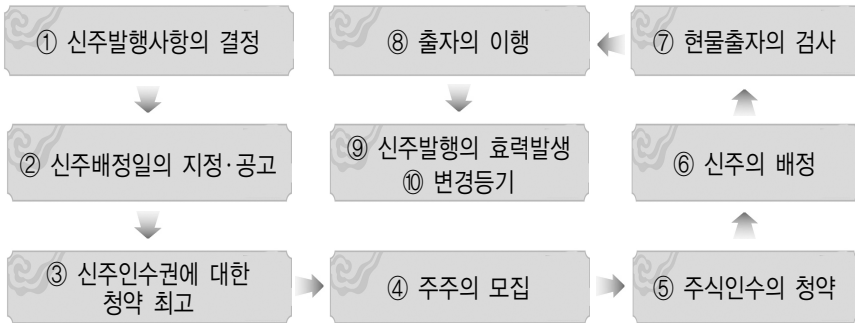 ① 신주발행사항의 결정
② 신주배정일의 지정·공고
③ 신주인수권에 대한
청약 최고
④ 주주의 모집
⑤ 주식인수의 청약
⑥ 신주의 배정
⑦ 현물출자의 검사
⑧ 출자의 이행
⑨ 신주발행의 효력발생
⑩ 변경등기